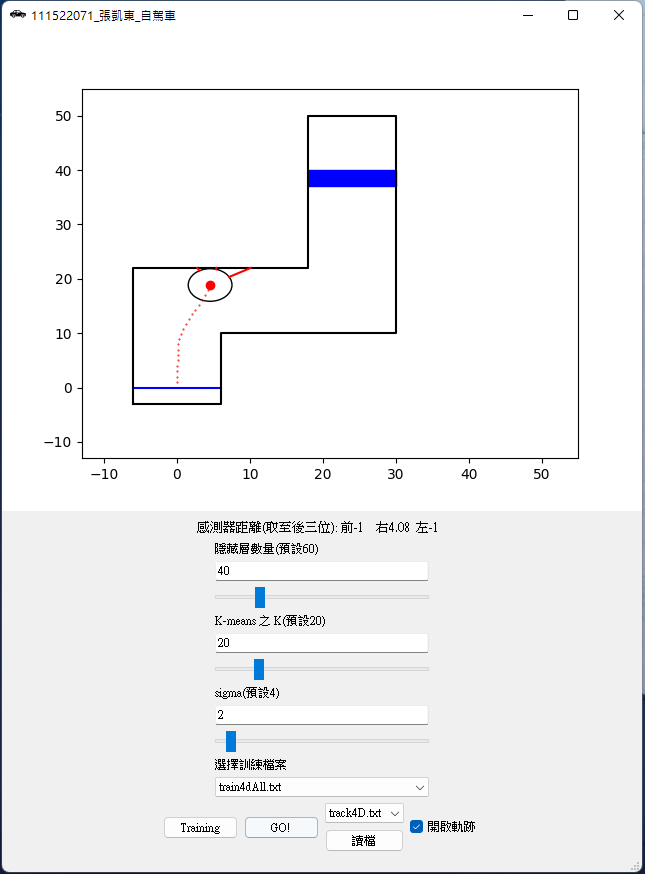 111522071_張凱東_自駕車
50
40
30
20
10
0
−10
−10 0 10 20 30 40 50
感測器距離(取至後三位): 前-1 右4.08 左-1
隱藏層數量(預設60)
40
K-means 之 K(預設20)
20
sigma(預設4)
2
選擇訓練檔案
train4dAll.txt
Training GO! track4D.txt 開啟軌跡
讀檔